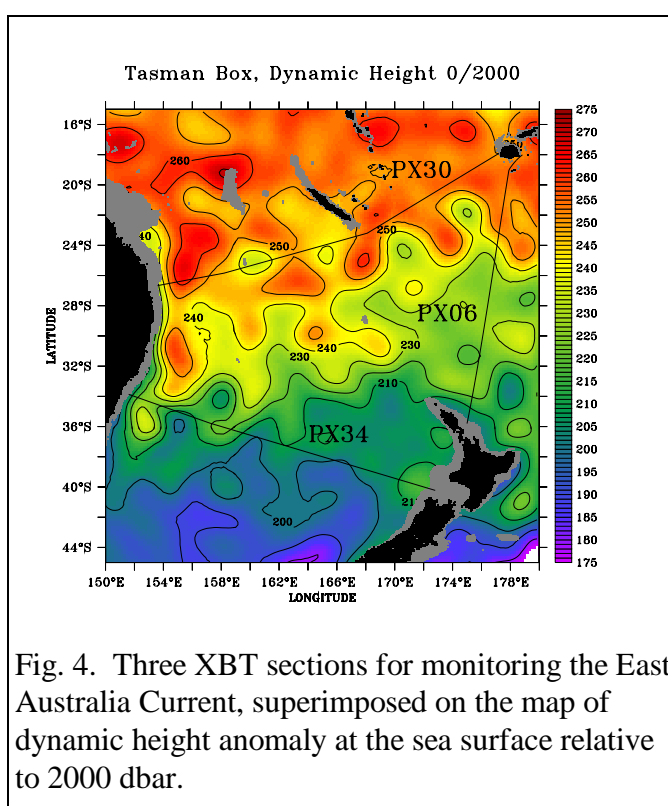 Tasman Box, Dynamic Height 0/2000
16°S
20°S
24°S
28°S
32°S
36°S
40°S
44°S
LATITUDE
150°E 154°E 158°E 162°E 166°E 170°E 174°E 178°E
LONGITUDE
PX30
PX06
PX34
260
250
250
250
40
240
240
230
230
210
200
275
270
265
260
255
250
245
240
235
230
225
220
215
210
205
200
195
190
185
180
175
Fig. 4. Three XBT sections for monitoring the East
Australia Current, superimposed on the map of
dynamic height anomaly at the sea surface relative
to 2000 dbar.